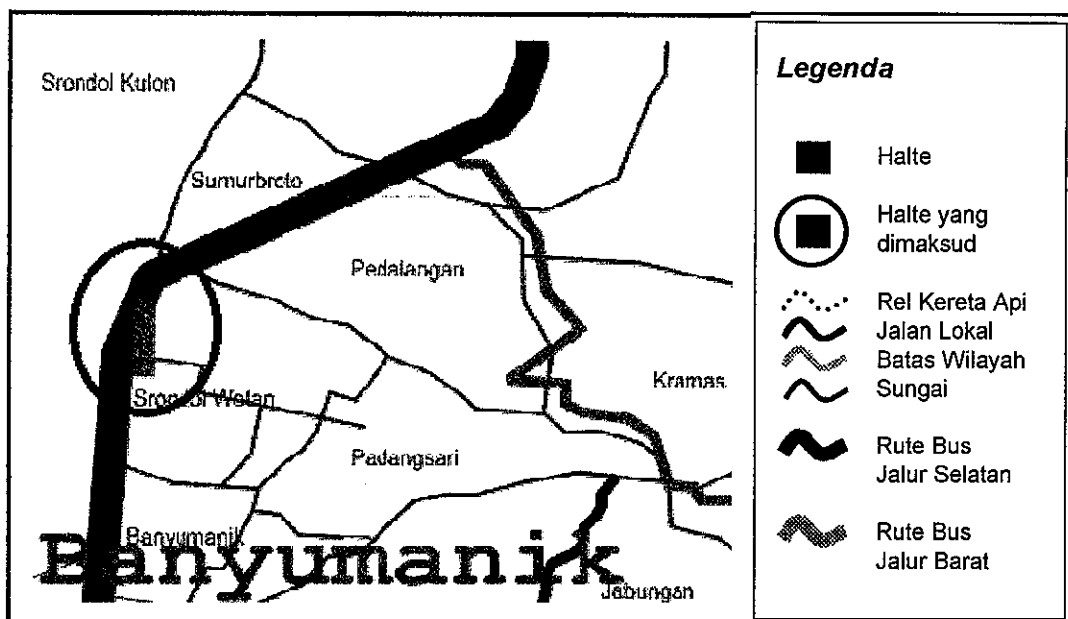 Srondol Kulon
Sumurbroto
Pedalangan
Kramas
Srondol Wetan
Padangsari
Banyumanik
Banyumanik
Jabungan
Legenda
Halte
Halte yang
dimaksud
Rel Kereta Api
Jalan Lokal
Batas Wilayah
Sungai
Rute Bus
Jalur Selatan
Rute Bus
Jalur Barat